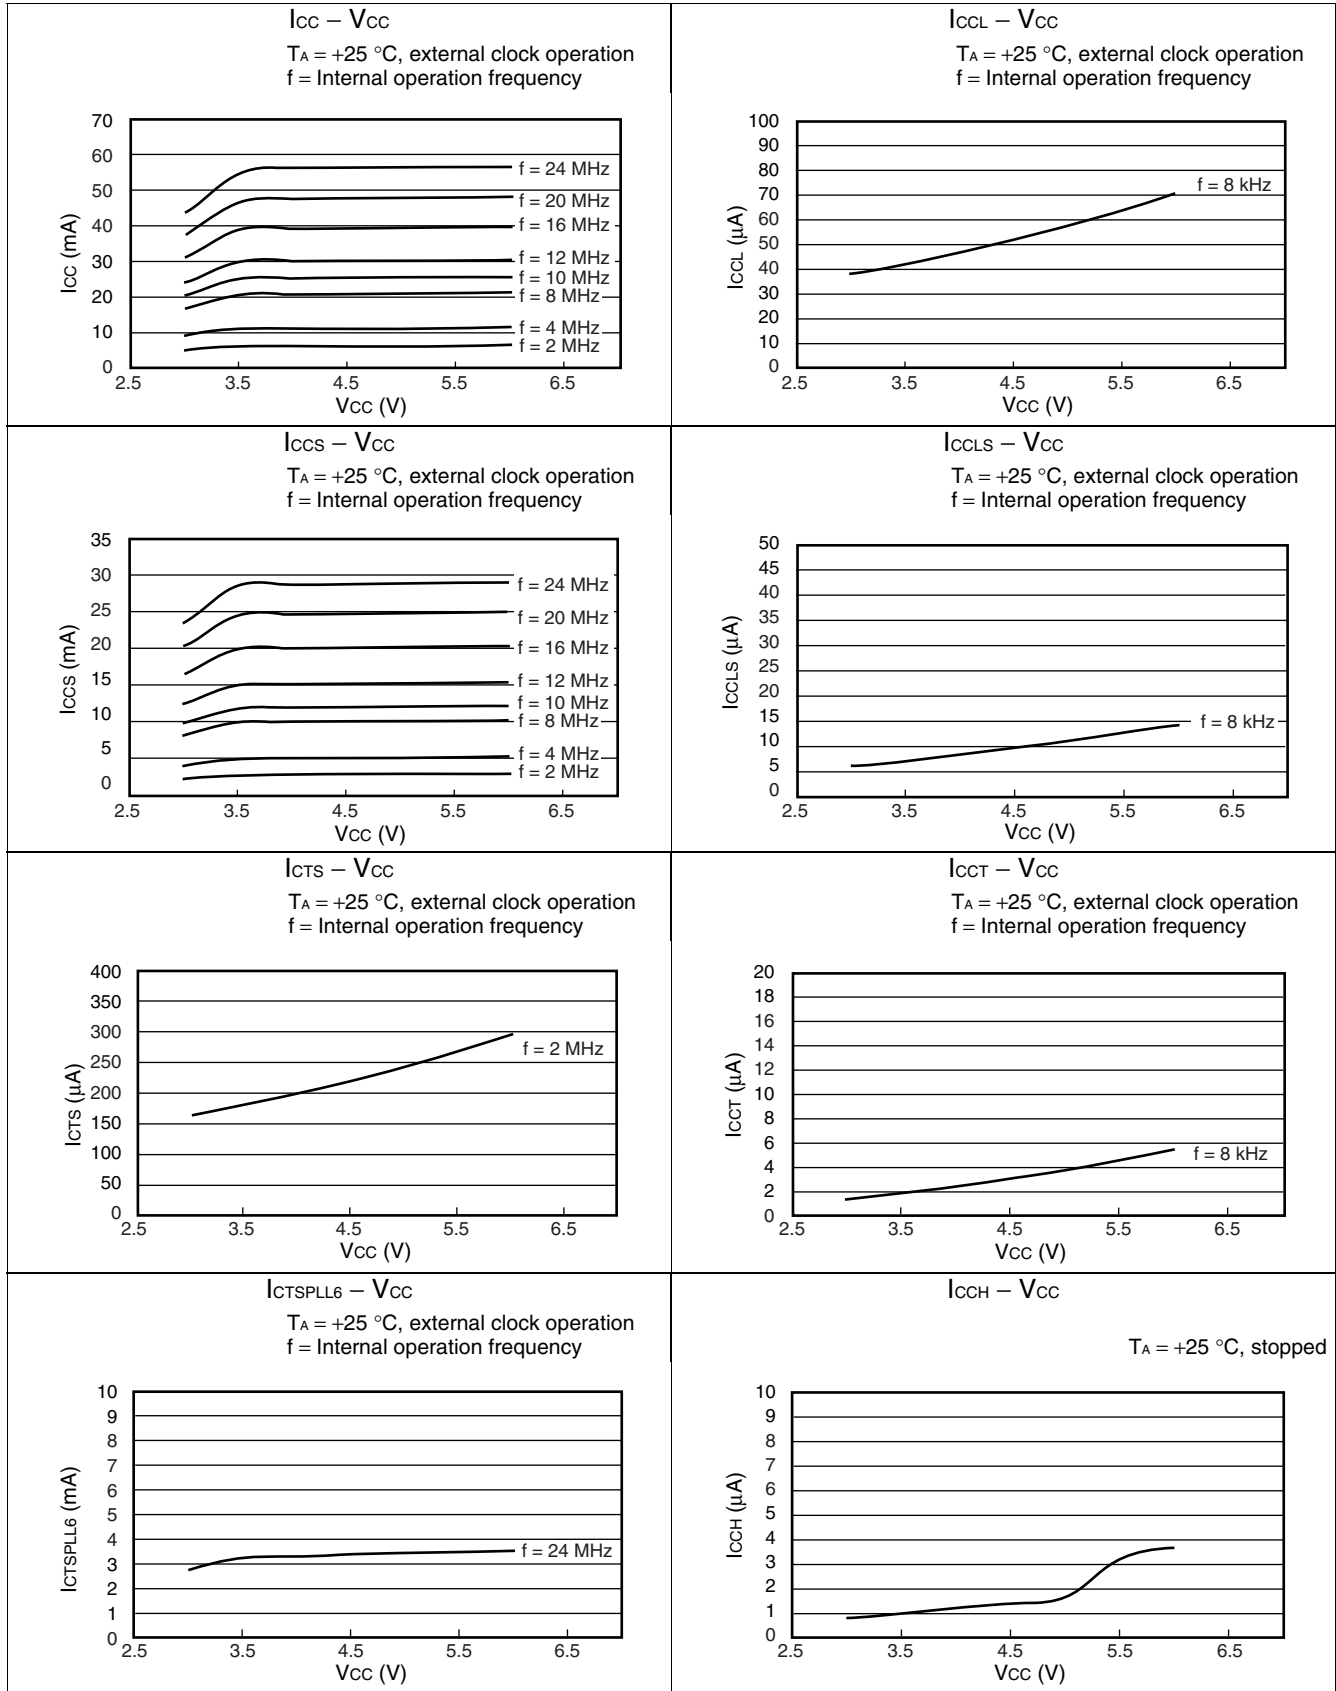 ICC – VCC
TA = +25 °C, external clock operation
f = Internal operation frequency
70
60
50
40
30
20
10
0
ICC (mA)
f = 24 MHz
f = 20 MHz
f = 16 MHz
f = 12 MHz
f = 10 MHz
f = 8 MHz
f = 4 MHz
f = 2 MHz
2.5 3.5 4.5 5.5 6.5
VCC (V)
ICCL – VCC
TA = +25 °C, external clock operation
f = Internal operation frequency
100
90
80
70
60
50
40
30
20
10
0
ICCL (μA)
f = 8 kHz
2.5 3.5 4.5 5.5 6.5
VCC (V)
ICCS – VCC
TA = +25 °C, external clock operation
f = Internal operation frequency
35
30
25
20
15
10
5
0
ICCS (mA)
f = 24 MHz
f = 20 MHz
f = 16 MHz
f = 12 MHz
f = 10 MHz
f = 8 MHz
f = 4 MHz
f = 2 MHz
2.5 3.5 4.5 5.5 6.5
VCC (V)
ICCLS – VCC
TA = +25 °C, external clock operation
f = Internal operation frequency
50
45
40
35
30
25
20
15
10
5
0
ICCLS (μA)
f = 8 kHz
2.5 3.5 4.5 5.5 6.5
VCC (V)
ICTS – VCC
TA = +25 °C, external clock operation
f = Internal operation frequency
400
350
300
250
200
150
100
50
0
ICTS (μA)
f = 2 MHz
2.5 3.5 4.5 5.5 6.5
VCC (V)
ICCT – VCC
TA = +25 °C, external clock operation
f = Internal operation frequency
20
18
16
14
12
10
8
6
4
2
0
ICCT (μA)
f = 8 kHz
2.5 3.5 4.5 5.5 6.5
VCC (V)
ICTSPLL6 – VCC
TA = +25 °C, external clock operation
f = Internal operation frequency
10
9
8
7
6
5
4
3
2
1
0
ICTSPLL6 (mA)
f = 24 MHz
2.5 3.5 4.5 5.5 6.5
VCC (V)
ICCH – VCC
TA = +25 °C, stopped
10
9
8
7
6
5
4
3
2
1
0
ICCH (μA)
2.5 3.5 4.5 5.5 6.5
VCC (V)